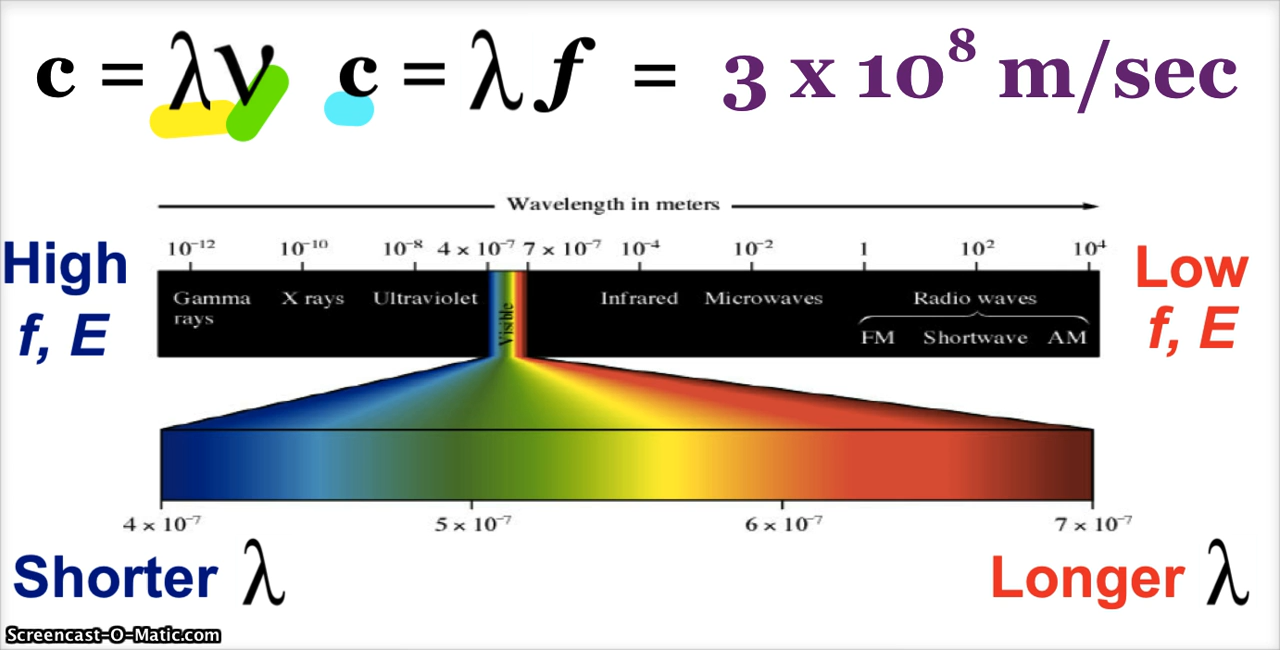 c = λν c = λ f = 3 x 10⁸ m/sec
Wavelength in meters
10⁻¹² 10⁻¹⁰ 10⁻⁸ 4 × 10⁻⁷ 7 × 10⁻⁷ 10⁻⁴ 10⁻² 1 10² 10⁴
High
f, E
Low
f, E
Gamma rays X rays Ultraviolet Visible Infrared Microwaves Radio waves
FM Shortwave AM
4 × 10⁻⁷ 5 × 10⁻⁷ 6 × 10⁻⁷ 7 × 10⁻⁷
Shorter λ Longer λ
Screencast-O-Matic.com